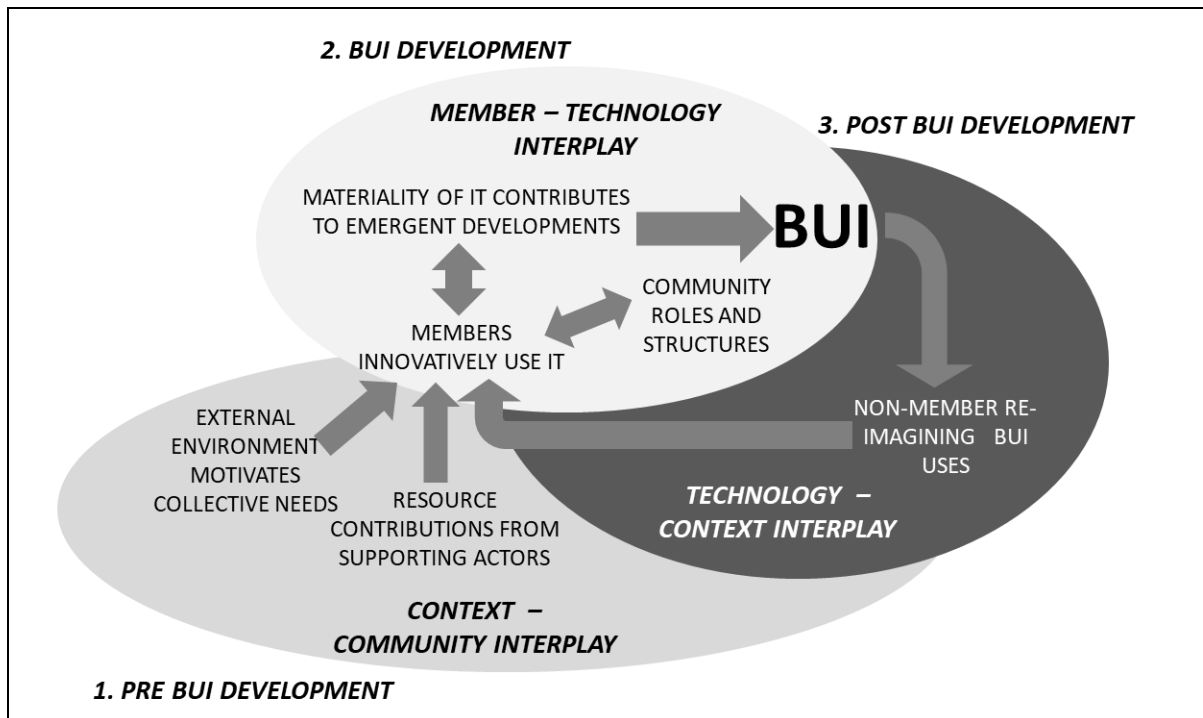 2. BUI DEVELOPMENT
MEMBER – TECHNOLOGY
INTERPLAY
3. POST BUI DEVELOPMENT
MATERIALITY OF IT CONTRIBUTES
TO EMERGENT DEVELOPMENTS
BUI
COMMUNITY
ROLES AND
STRUCTURES
MEMBERS
INNOVATIVELY USE IT
EXTERNAL
ENVIRONMENT
MOTIVATES
COLLECTIVE NEEDS
NON-MEMBER RE-
IMAGINING BUI
USES
RESOURCE
CONTRIBUTIONS FROM
SUPPORTING ACTORS
TECHNOLOGY –
CONTEXT INTERPLAY
CONTEXT –
COMMUNITY INTERPLAY
1. PRE BUI DEVELOPMENT